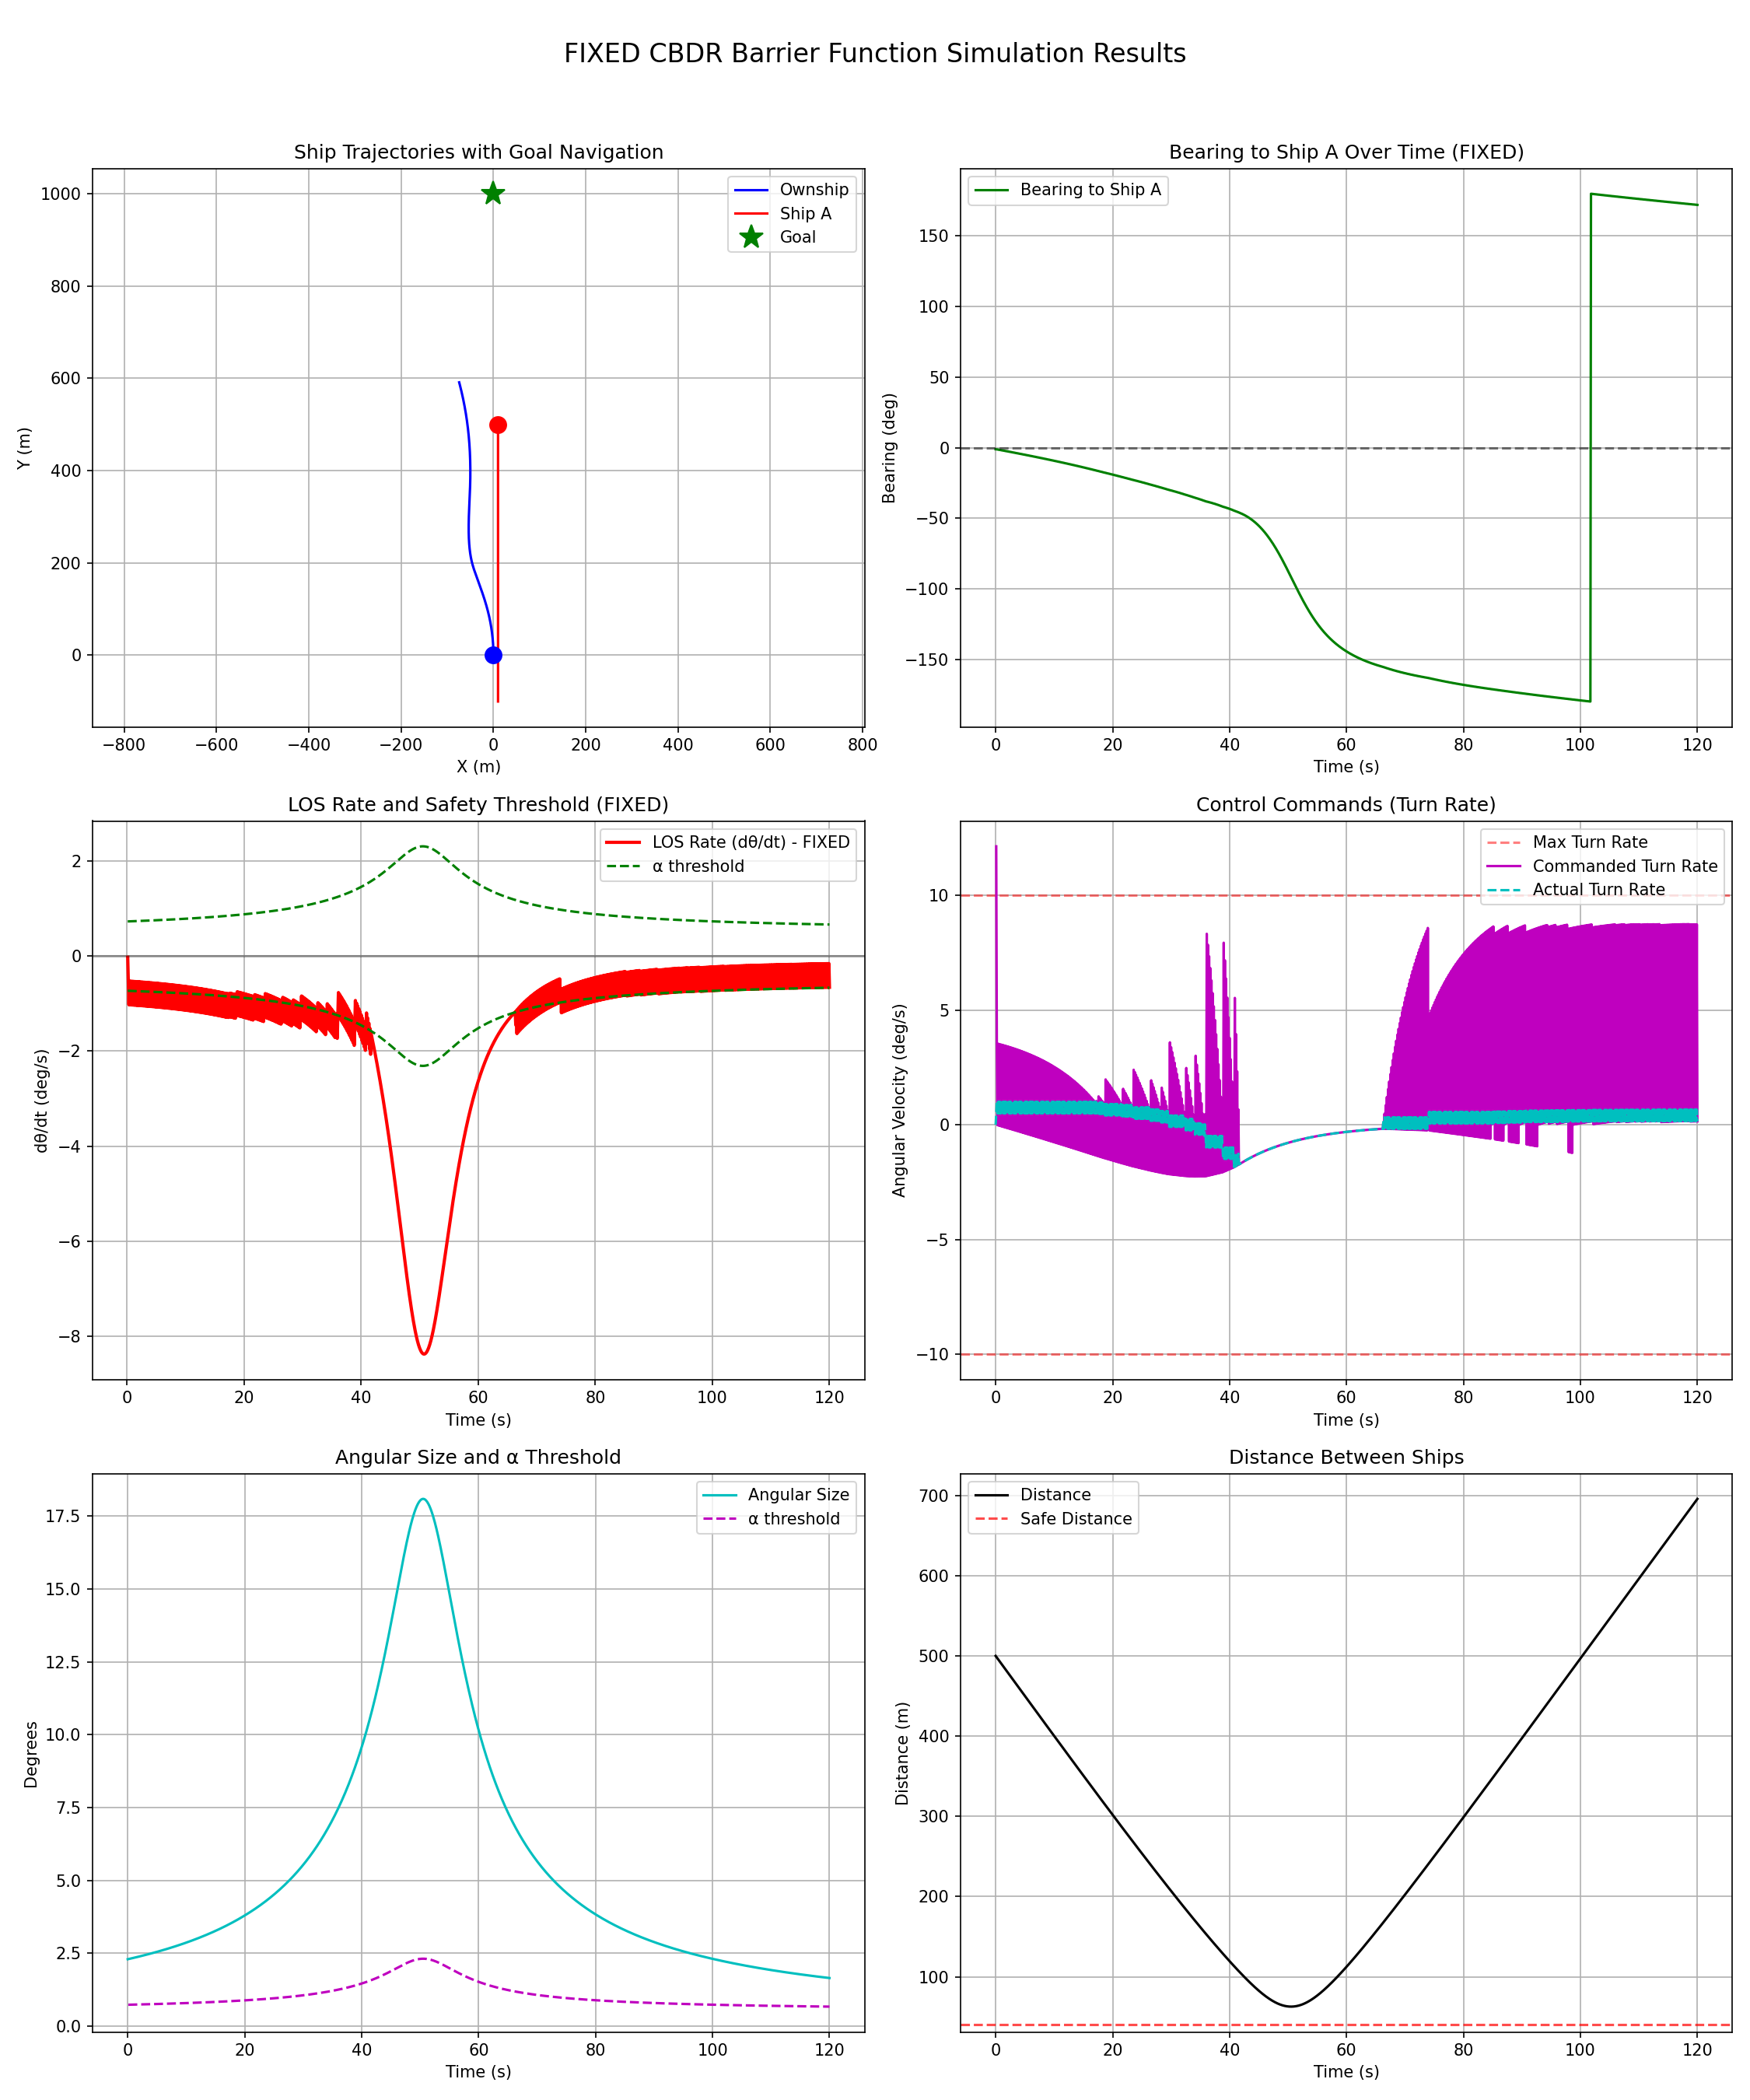 FIXED CBDR Barrier Function Simulation Results
Ship Trajectories with Goal Navigation
1000
800
600
400
200
0
Y (m)
−800 −600 −400 −200 0 200 400 600 800
X (m)
Ownship
Ship A
Goal
Bearing to Ship A Over Time (FIXED)
Bearing to Ship A
150
100
50
0
−50
−100
−150
Bearing (deg)
0 20 40 60 80 100 120
Time (s)
LOS Rate and Safety Threshold (FIXED)
LOS Rate (dθ/dt) - FIXED
α threshold
2
0
−2
−4
−6
−8
dθ/dt (deg/s)
0 20 40 60 80 100 120
Time (s)
Control Commands (Turn Rate)
Max Turn Rate
Commanded Turn Rate
Actual Turn Rate
10
5
0
−5
−10
Angular Velocity (deg/s)
0 20 40 60 80 100 120
Time (s)
Angular Size and α Threshold
Angular Size
α threshold
17.5
15.0
12.5
10.0
7.5
5.0
2.5
0.0
Degrees
0 20 40 60 80 100 120
Time (s)
Distance Between Ships
Distance
Safe Distance
700
600
500
400
300
200
100
Distance (m)
0 20 40 60 80 100 120
Time (s)